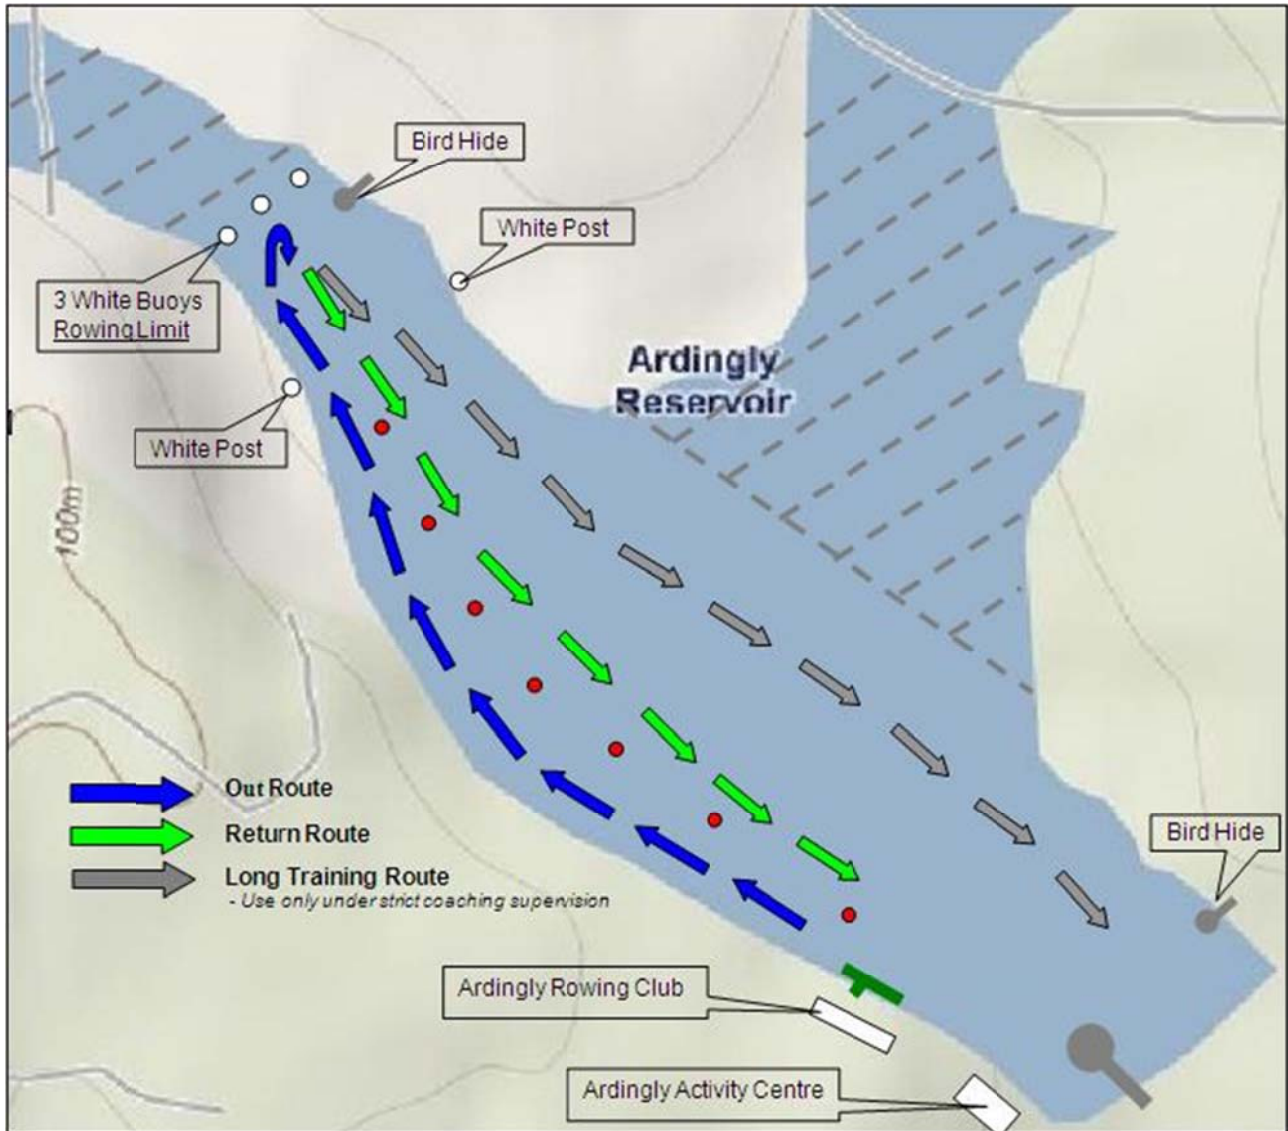 Bird Hide
White Post
3 White Buoys
Rowing Limit
Ardingly
Reservoir
White Post
100m
Out Route
Return Route
Long Training Route
- Use only under strict coaching supervision
Bird Hide
Ardingly Rowing Club
Ardingly Activity Centre